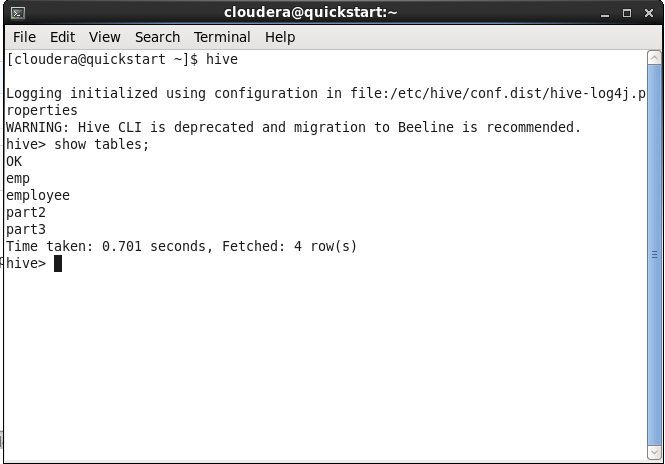 cloudera@quickstart:~
File Edit View Search Terminal Help
[cloudera@quickstart ~]$ hive
Logging initialized using configuration in file:/etc/hive/conf.dist/hive-log4j.p
roperties
WARNING: Hive CLI is deprecated and migration to Beeline is recommended.
hive> show tables;
OK
emp
employee
part2
part3
Time taken: 0.701 seconds, Fetched: 4 row(s)
hive>